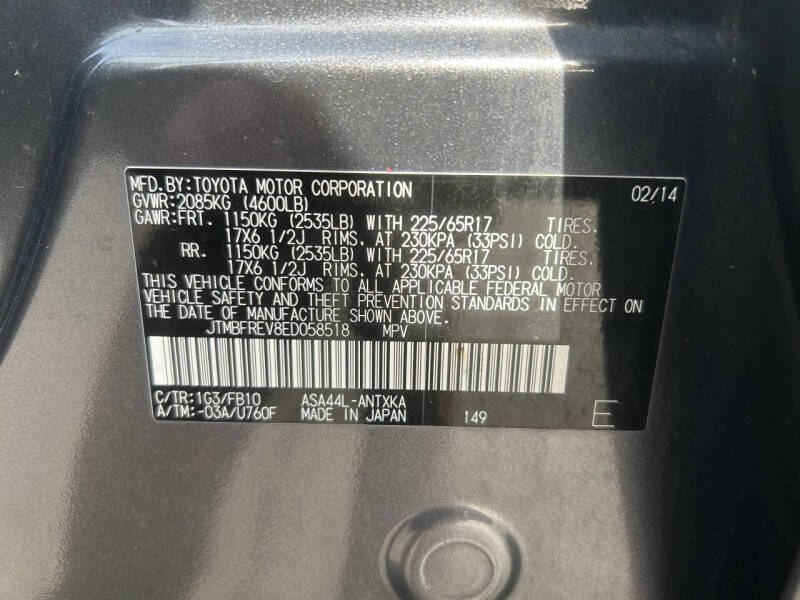 MFD.BY:TOYOTA MOTOR CORPORATION 02/14
GVWR:2085KG (4600LB)
GAWR:FRT. 1150KG (2535LB) WITH 225/65R17 TIRES.
17X6 1/2J RIMS, AT 230KPA (33PSI) COLD.
RR. 1150KG (2535LB) WITH 225/65R17 TIRES.
17X6 1/2J RIMS, AT 230KPA (33PSI) COLD.
THIS VEHICLE CONFORMS TO ALL APPLICABLE FEDERAL MOTOR
VEHICLE SAFETY AND THEFT PREVENTION STANDARDS IN EFFECT ON
THE DATE OF MANUFACTURE SHOWN ABOVE.
JTMBFREV8ED058518 MPV
C/TR:1G3/FB10 ASA44L-ANTXKA
A/TM:-03A/U760F MADE IN JAPAN 149 E